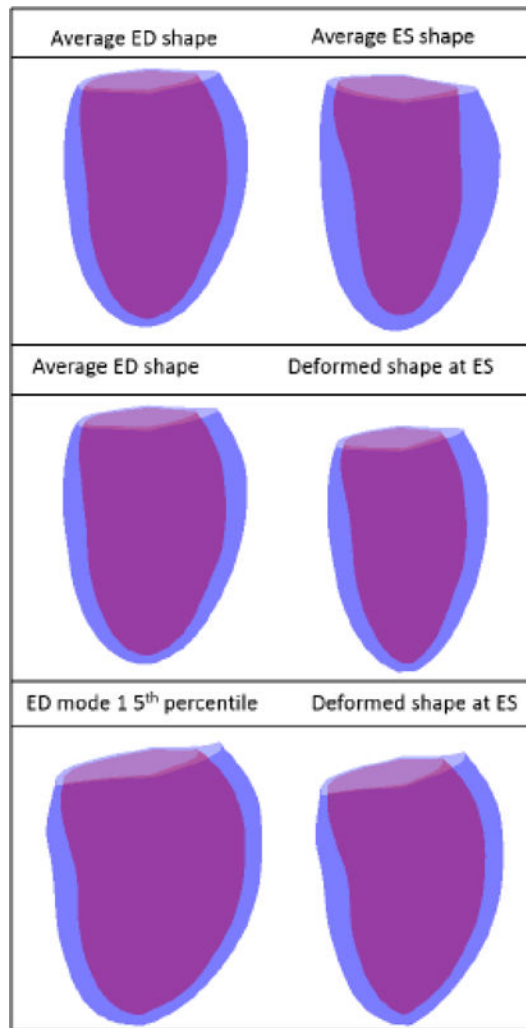 Average ED shape
Average ES shape
Average ED shape
Deformed shape at ES
ED mode 1 5th percentile
Deformed shape at ES